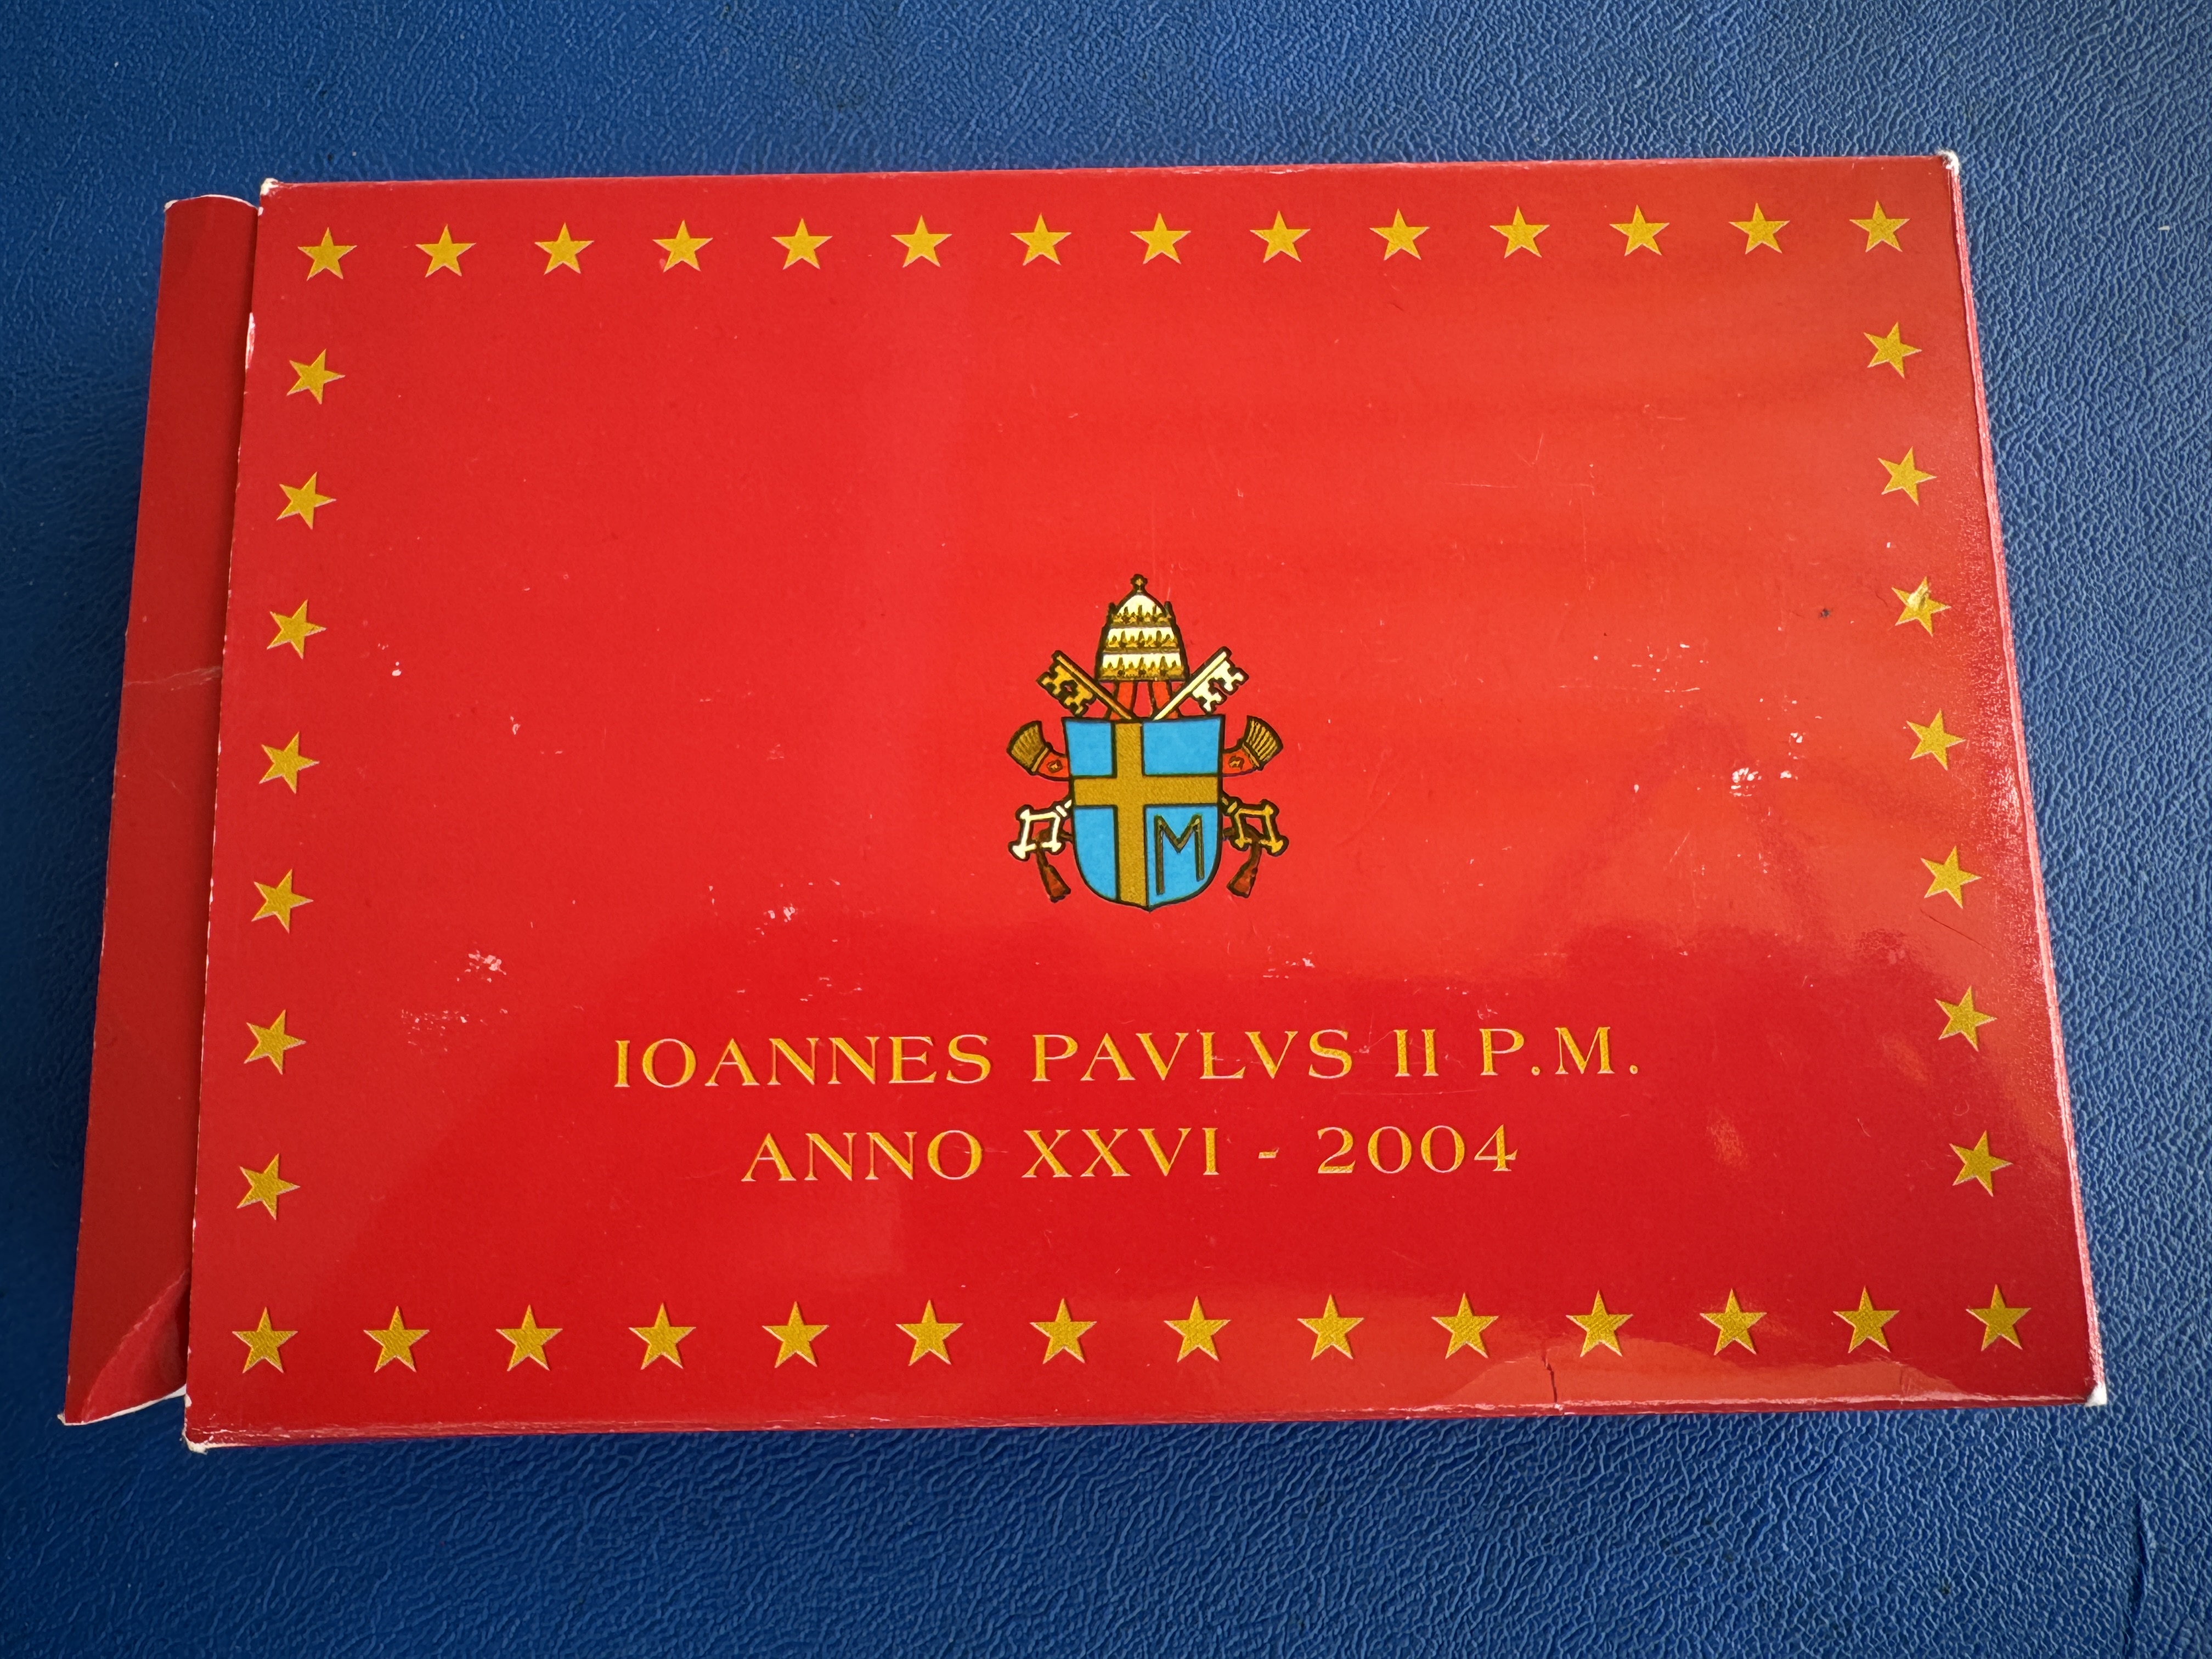 M
IOANNES PAVLVS II P.M.
ANNO XXVI - 2004